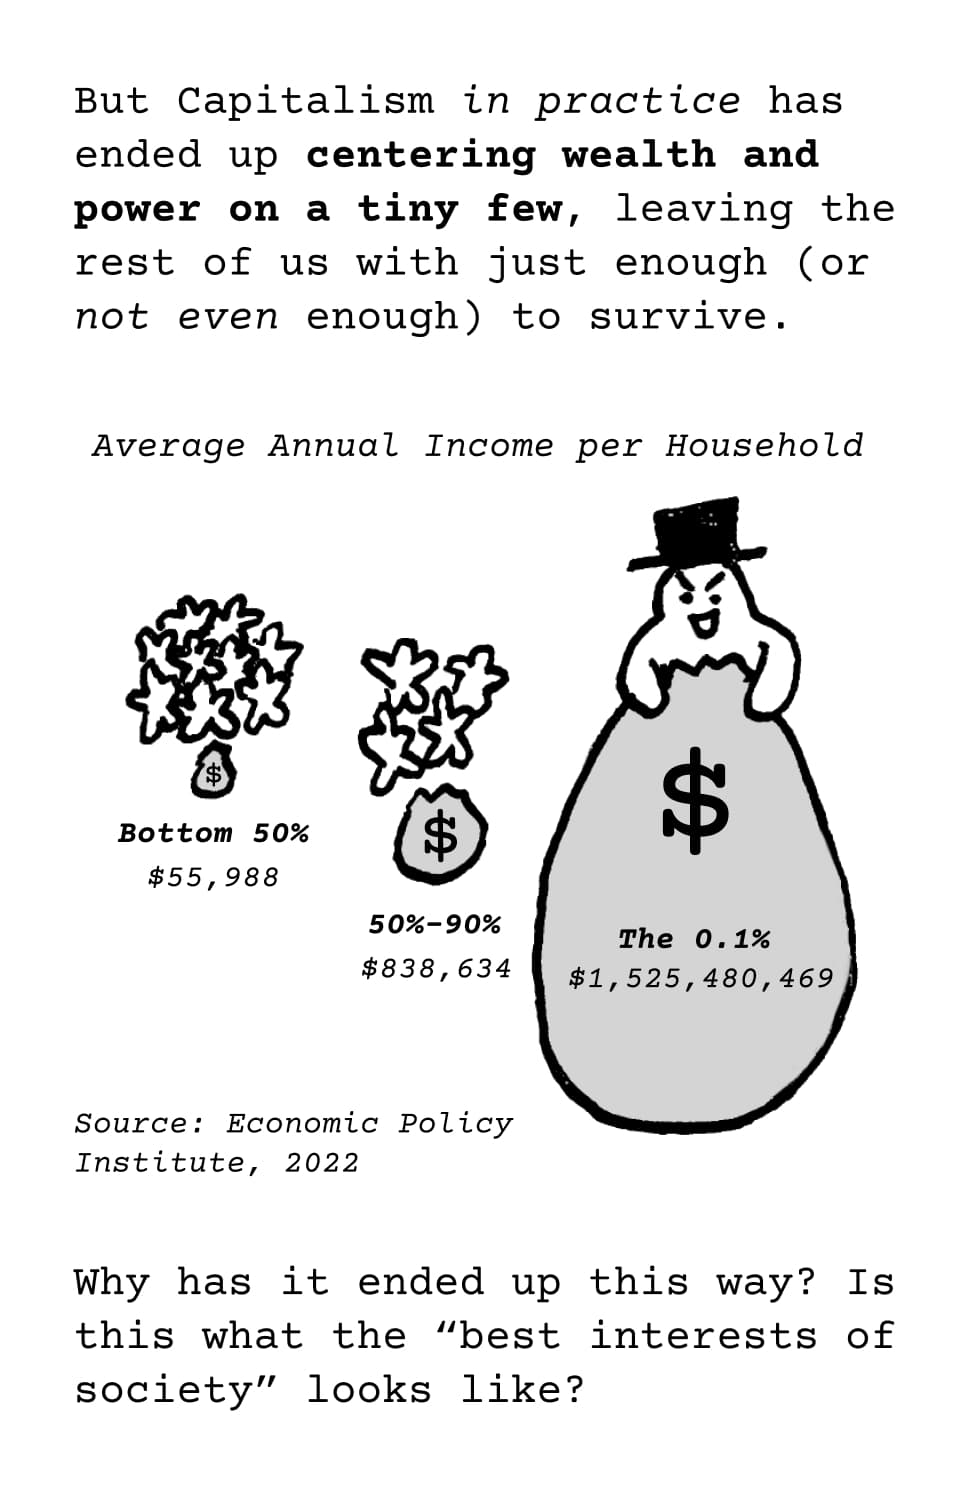 But Capitalism in practice has
ended up centering wealth and
power on a tiny few, leaving the
rest of us with just enough (or
not even enough) to survive.
Average Annual Income per Household
$
Bottom 50%
$55,988
$
50%-90%
$838,634
$
The 0.1%
$1,525,480,469
Source: Economic Policy
Institute, 2022
Why has it ended up this way? Is
this what the “best interests of
society” looks like?